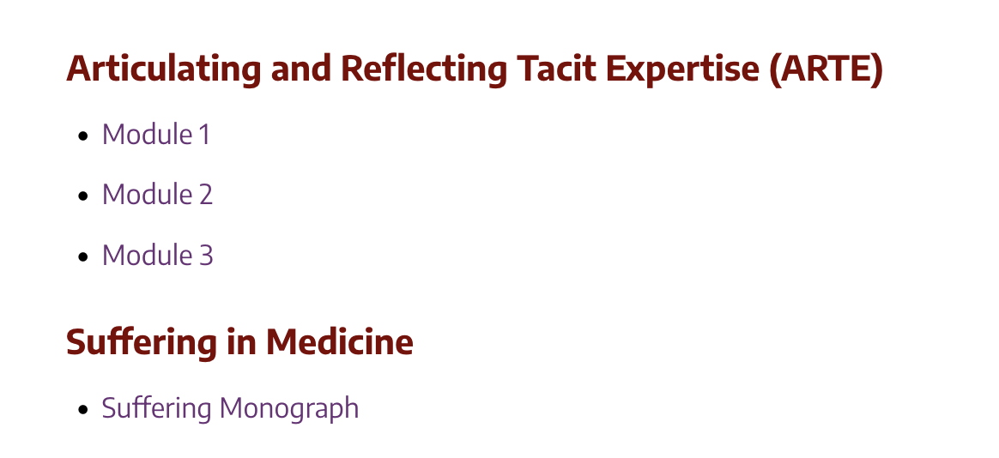 Articulating and Reflecting Tacit Expertise (ARTE)
• Module 1
• Module 2
• Module 3
Suffering in Medicine
• Suffering Monograph